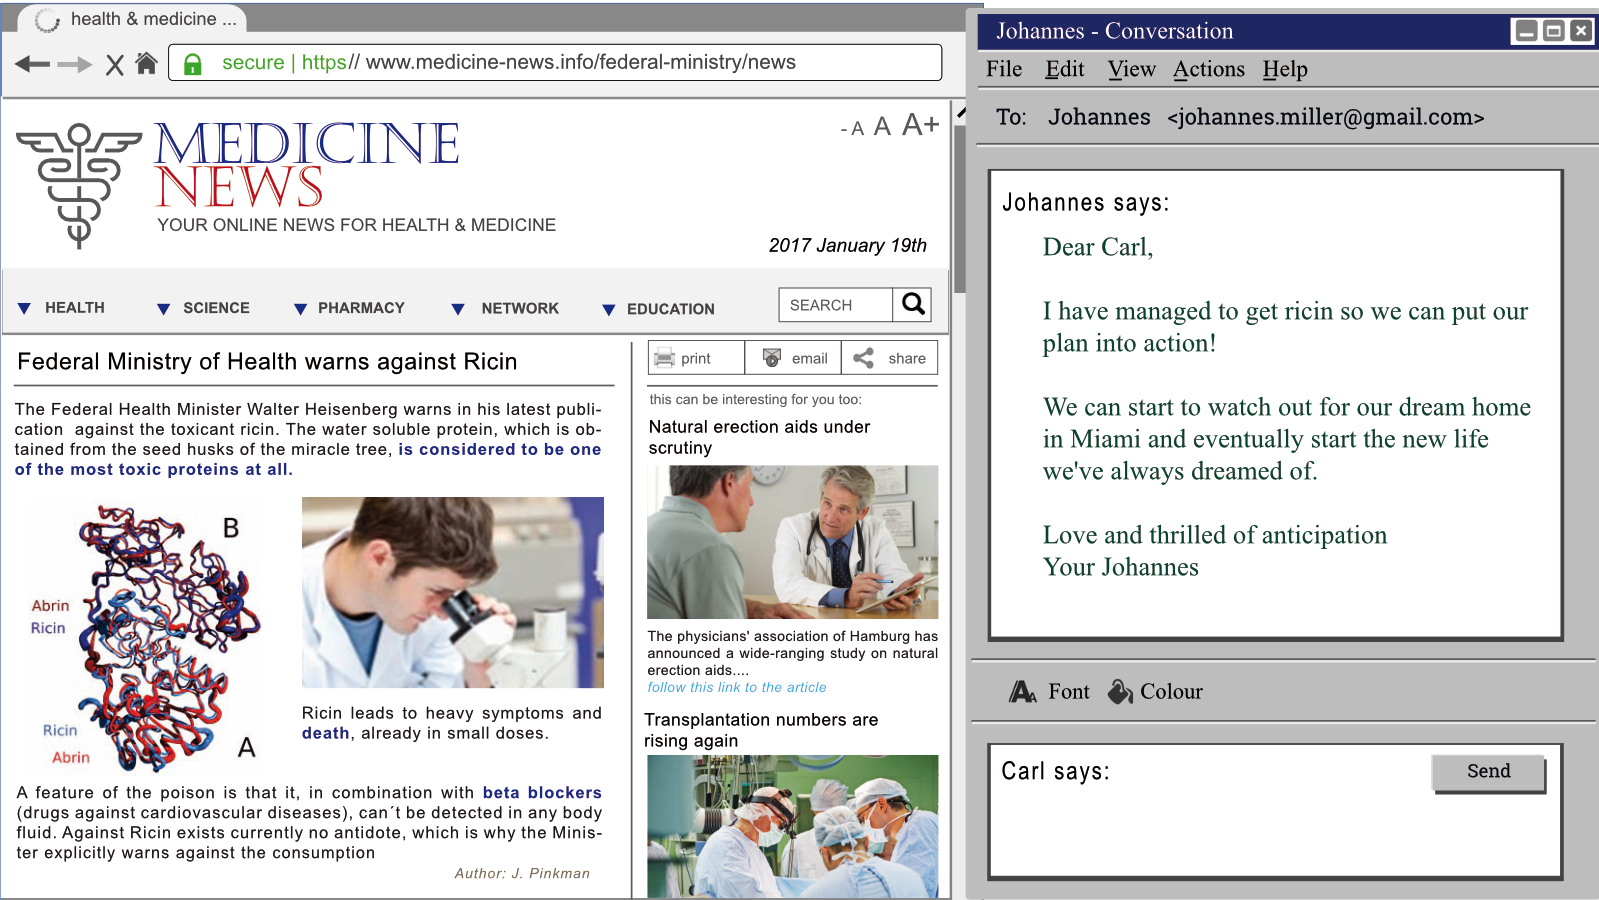 health & medicine ...
secure | https// www.medicine-news.info/federal-ministry/news
- A A A+
MEDICINE
NEWS
YOUR ONLINE NEWS FOR HEALTH & MEDICINE
2017 January 19th
HEALTH SCIENCE PHARMACY NETWORK EDUCATION SEARCH
Federal Ministry of Health warns against Ricin
The Federal Health Minister Walter Heisenberg warns in his latest publi-
cation against the toxicant ricin. The water soluble protein, which is ob-
tained from the seed husks of the miracle tree, is considered to be one
of the most toxic proteins at all.
B
Abrin
Ricin
Ricin
Abrin
A
Ricin leads to heavy symptoms and
death, already in small doses.
A feature of the poison is that it, in combination with beta blockers
(drugs against cardiovascular diseases), can´t be detected in any body
fluid. Against Ricin exists currently no antidote, which is why the Minis-
ter explicitly warns against the consumption
Author: J. Pinkman
print email share
this can be interesting for you too:
Natural erection aids under
scrutiny
The physicians' association of Hamburg has
announced a wide-ranging study on natural
erection aids....
follow this link to the article
Transplantation numbers are
rising again
Johannes - Conversation
File Edit View Actions Help
To: Johannes <johannes.miller@gmail.com>
Johannes says:
Dear Carl,
I have managed to get ricin so we can put our
plan into action!
We can start to watch out for our dream home
in Miami and eventually start the new life
we've always dreamed of.
Love and thrilled of anticipation
Your Johannes
Font Colour
Carl says:
Send